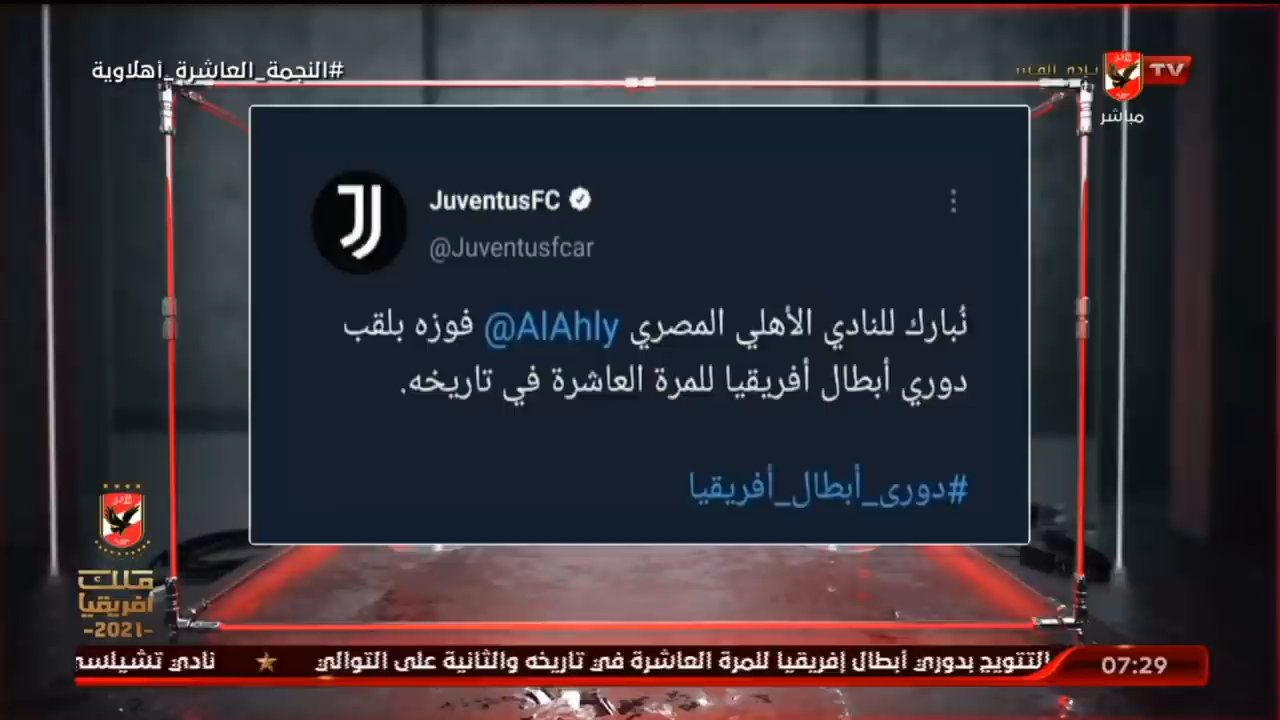 #النجمة_العاشرة_أهلاوية
TV
مباشر
JuventusFC
@Juventusfcar
نُبارك للنادي الأهلي المصري @AlAhly فوزه بلقب
دوري أبطال أفريقيا للمرة العاشرة في تاريخه.
#دورى_أبطال_أفريقيا
ملك
أفريقيا
-2021-
التتويج بدوري أبطال إفريقيا للمرة العاشرة في تاريخه والثانية على التوالي ★ نادي تشيلسي
07:29